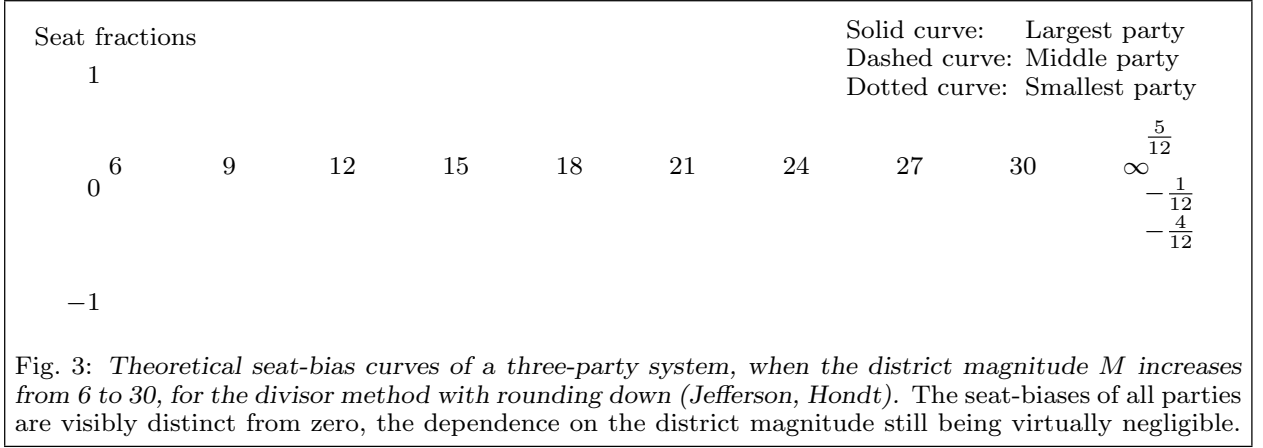 Seat fractions
Solid curve: Largest party
Dashed curve: Middle party
Dotted curve: Smallest party
1
5/12
6 9 12 15 18 21 24 27 30 ∞
0
−1/12
−4/12
−1
Fig. 3: Theoretical seat-bias curves of a three-party system, when the district magnitude M increases
from 6 to 30, for the divisor method with rounding down (Jefferson, Hondt). The seat-biases of all parties
are visibly distinct from zero, the dependence on the district magnitude still being virtually negligible.